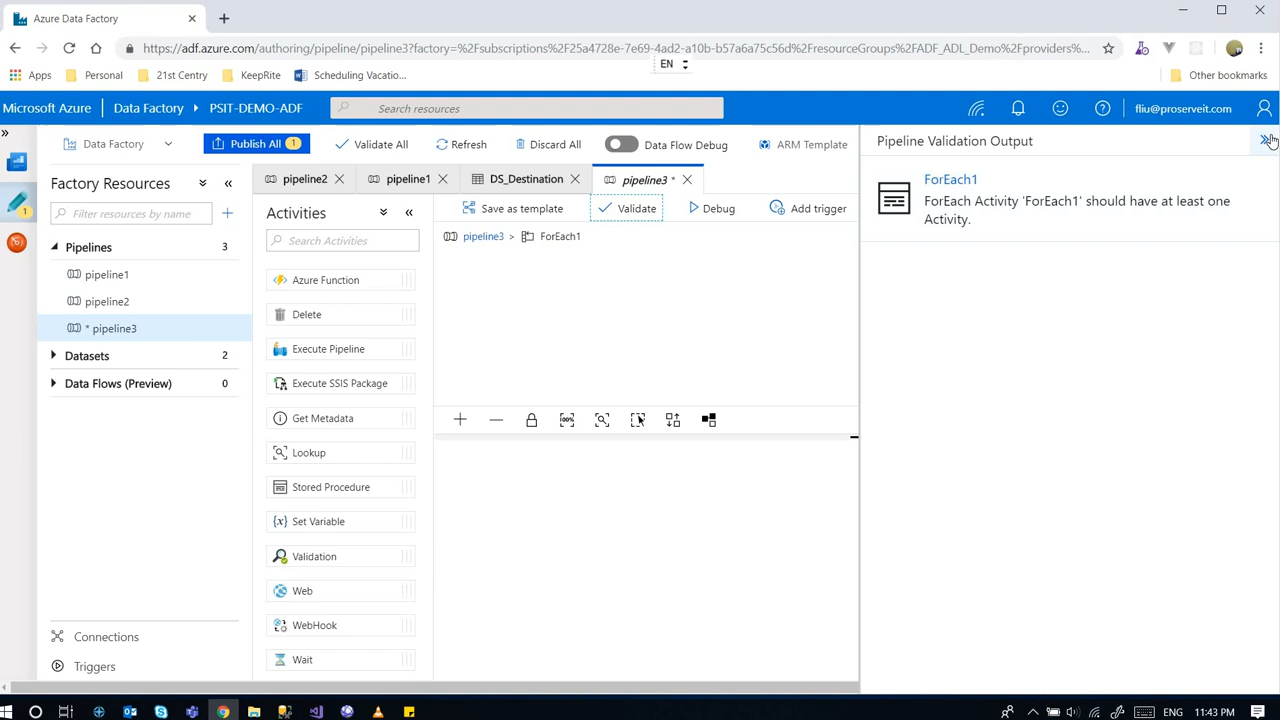 Azure Data Factory
https://adf.azure.com/authoring/pipeline/pipeline3?factory=%2Fsubscriptions%2F25a4728e-7e69-4ad2-a10b-b57a6a75c56d%2FresourceGroups%2FADF_ADL_Demo%2Fproviders%...
EN
Apps
Personal
21st Centry
KeepRite
Scheduling Vacatio...
Other bookmarks
Microsoft Azure
Data Factory
PSIT-DEMO-ADF
Search resources
fliu@proserveit.com
Data Factory
Publish All 1
Validate All
Refresh
Discard All
Data Flow Debug
ARM Template
Factory Resources
Filter resources by name
Pipelines 3
pipeline1
pipeline2
* pipeline3
Datasets 2
Data Flows (Preview) 0
Connections
Triggers
pipeline2
pipeline1
DS_Destination
pipeline3 *
Activities
Search Activities
Azure Function
Delete
Execute Pipeline
Execute SSIS Package
Get Metadata
Lookup
Stored Procedure
Set Variable
Validation
Web
WebHook
Wait
Save as template
Validate
Debug
Add trigger
pipeline3 > ForEach1
100%
Pipeline Validation Output
ForEach1
ForEach Activity 'ForEach1' should have at least one
Activity.
1
ENG
11:43 PM